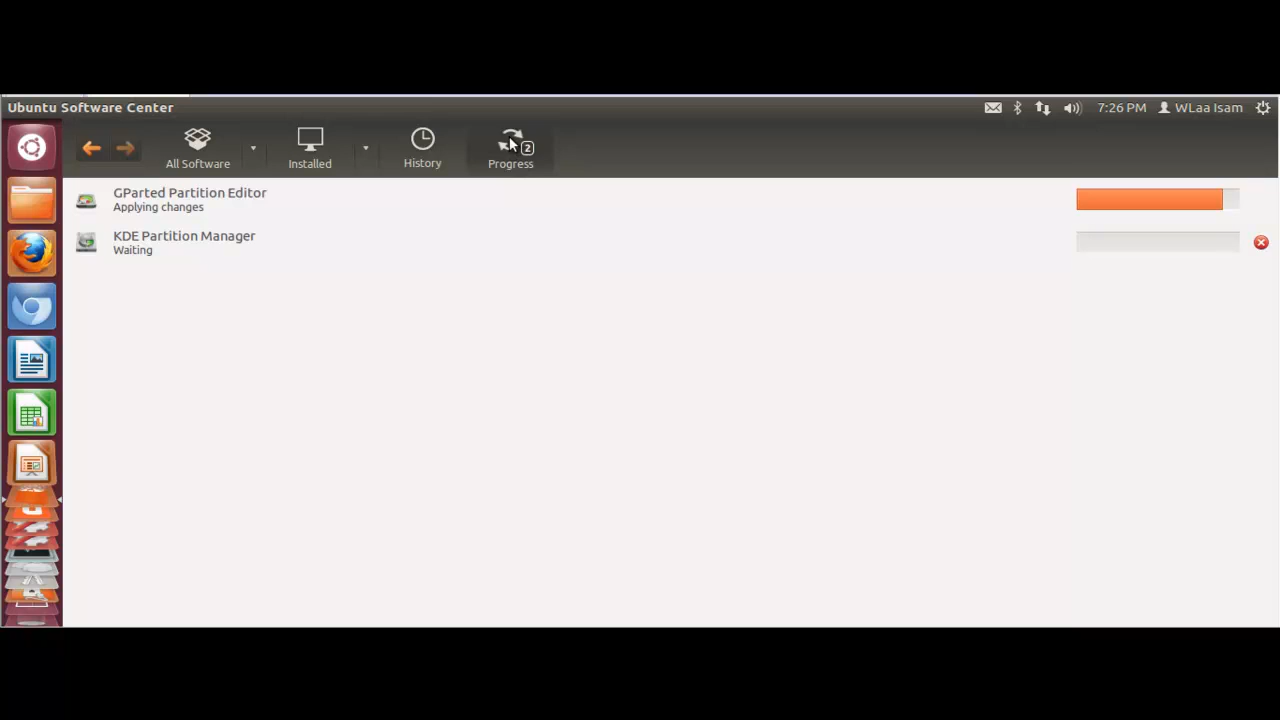 Ubuntu Software Center
7:26 PM
WLaa Isam
All Software
Installed
History
2
Progress
GParted Partition Editor
Applying changes
KDE Partition Manager
Waiting